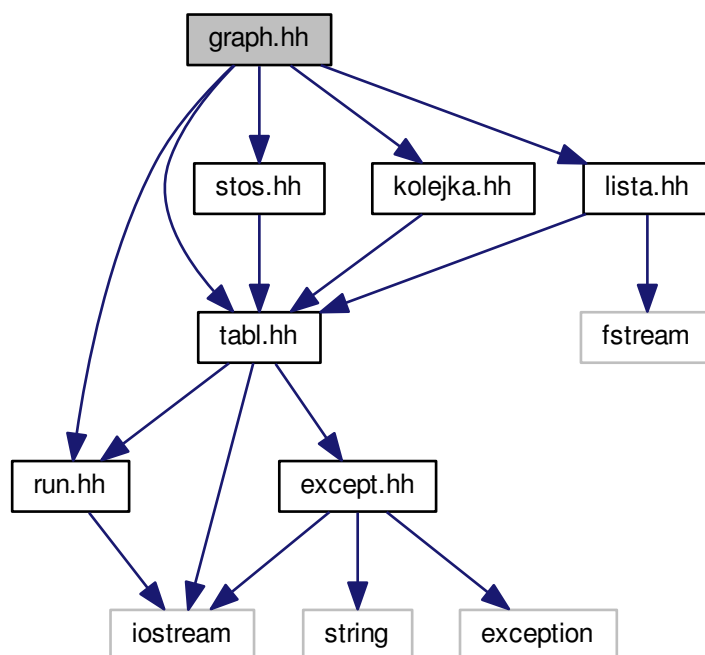 graph.hh
stos.hh
kolejka.hh
lista.hh
tabl.hh
fstream
run.hh
except.hh
iostream
string
exception